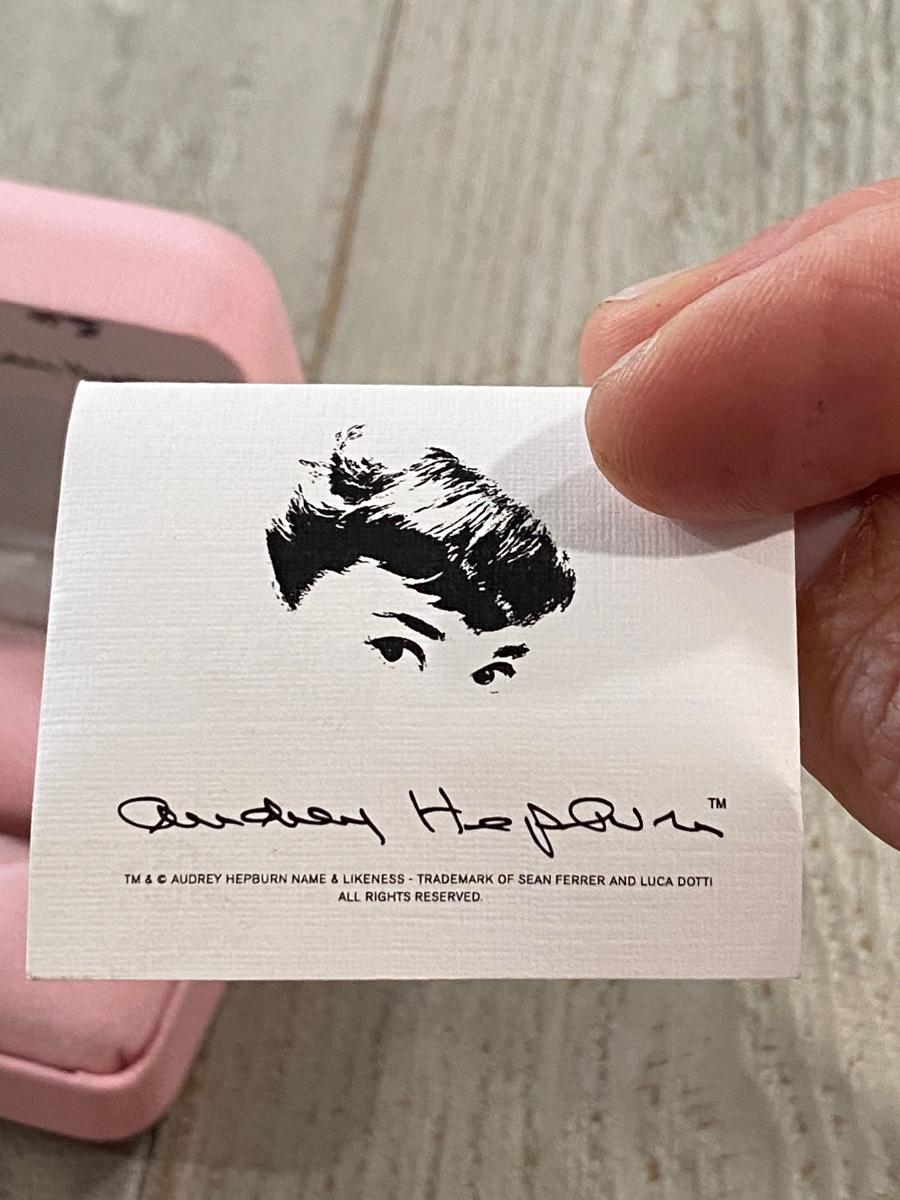 Audrey Hepburn™
TM & © AUDREY HEPBURN NAME & LIKENESS - TRADEMARK OF SEAN FERRER AND LUCA DOTTI
ALL RIGHTS RESERVED.